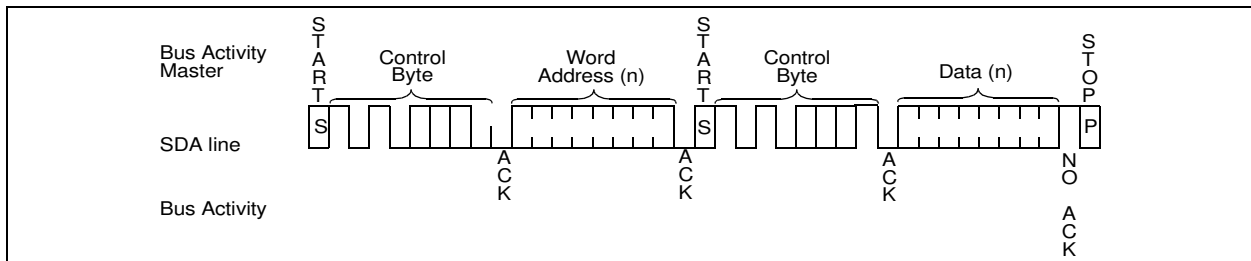 Bus Activity
Master
START
Control
Byte
Word
Address (n)
START
Control
Byte
Data (n)
STOP
SDA line
S
S
P
ACK
ACK
ACK
NO ACK
Bus Activity